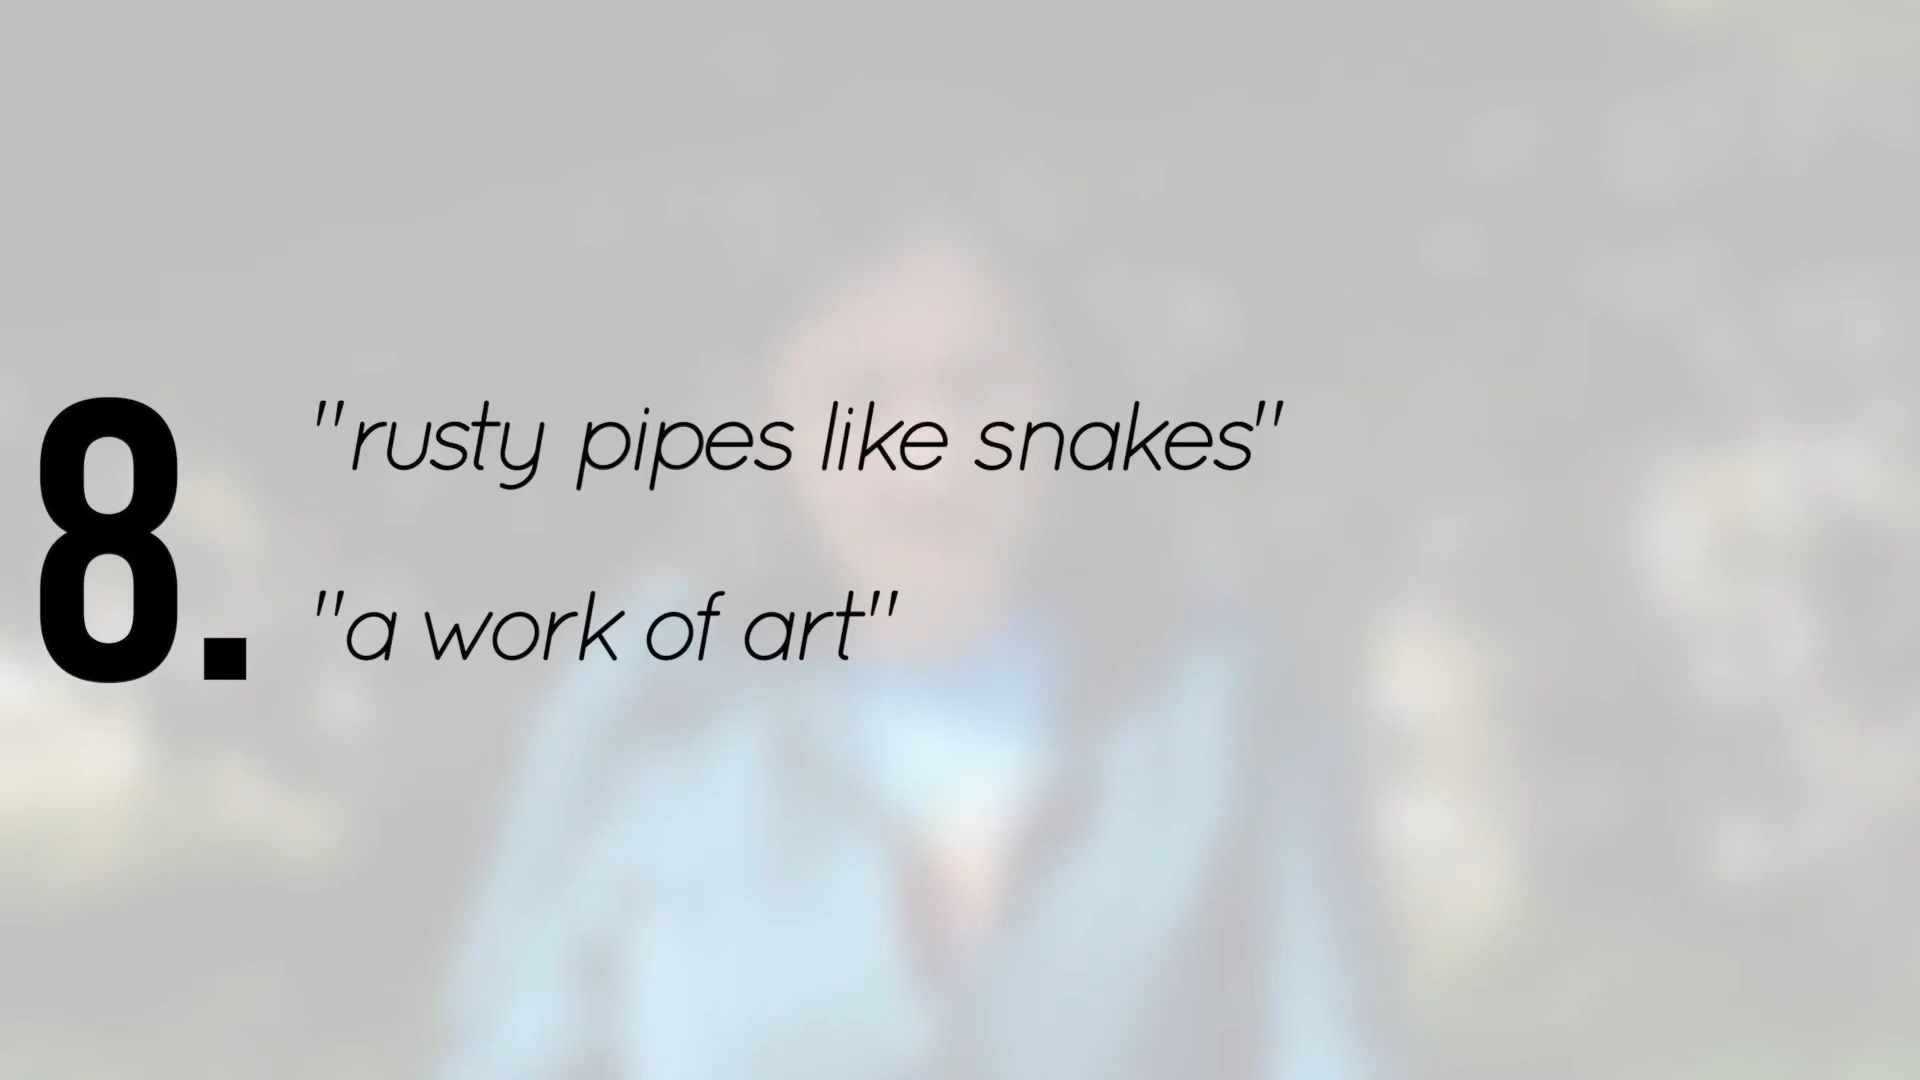 8.
"rusty pipes like snakes"
"a work of art"